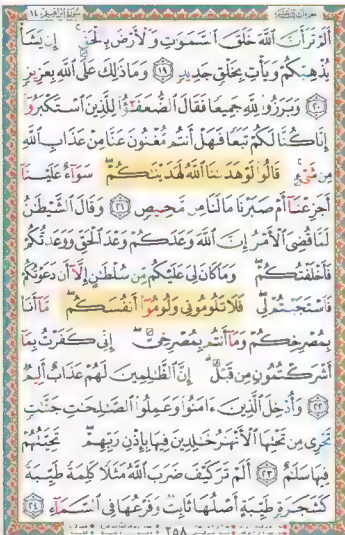 أَلَمْ تَرَ أَنَّ ٱللَّهَ خَلَقَ ٱلسَّمَٰوَٰتِ وَٱلْأَرْضَ بِٱلْحَقِّ ۚ إِن يَشَأْ
يُذْهِبْكُمْ وَيَأْتِ بِخَلْقٍ جَدِيدٍ ١٩ وَمَا ذَٰلِكَ عَلَى ٱللَّهِ بِعَزِيزٍ
٢٠ وَبَرَزُوا۟ لِلَّهِ جَمِيعًا فَقَالَ ٱلضُّعَفَٰٓؤُا۟ لِلَّذِينَ ٱسْتَكْبَرُوٓا۟
إِنَّا كُنَّا لَكُمْ تَبَعًا فَهَلْ أَنتُم مُّغْنُونَ عَنَّا مِنْ عَذَابِ ٱللَّهِ
مِن شَىْءٍ ۚ قَالُوا۟ لَوْ هَدَىٰنَا ٱللَّهُ لَهَدَيْنَٰكُمْ ۖ سَوَآءٌ عَلَيْنَآ
أَجَزِعْنَآ أَمْ صَبَرْنَا مَا لَنَا مِن مَّحِيصٍ ٢١ وَقَالَ ٱلشَّيْطَٰنُ
لَمَّا قُضِىَ ٱلْأَمْرُ إِنَّ ٱللَّهَ وَعَدَكُمْ وَعْدَ ٱلْحَقِّ وَوَعَدتُّكُمْ
فَأَخْلَفْتُكُمْ ۖ وَمَا كَانَ لِىَ عَلَيْكُم مِّن سُلْطَٰنٍ إِلَّآ أَن دَعَوْتُكُمْ
فَٱسْتَجَبْتُمْ لِى ۖ فَلَا تَلُومُونِى وَلُومُوٓا۟ أَنفُسَكُم ۖ مَّآ أَنَا۠
بِمُصْرِخِكُمْ وَمَآ أَنتُم بِمُصْرِخِىَّ ۖ إِنِّى كَفَرْتُ بِمَآ
أَشْرَكْتُمُونِ مِن قَبْلُ ۗ إِنَّ ٱلظَّٰلِمِينَ لَهُمْ عَذَابٌ أَلِيمٌ
٢٢ وَأُدْخِلَ ٱلَّذِينَ ءَامَنُوا۟ وَعَمِلُوا۟ ٱلصَّٰلِحَٰتِ جَنَّٰتٍ
تَجْرِى مِن تَحْتِهَا ٱلْأَنْهَٰرُ خَٰلِدِينَ فِيهَا بِإِذْنِ رَبِّهِمْ ۖ تَحِيَّتُهُمْ
فِيهَا سَلَٰمٌ ٢٣ أَلَمْ تَرَ كَيْفَ ضَرَبَ ٱللَّهُ مَثَلًا كَلِمَةً طَيِّبَةً
كَشَجَرَةٍ طَيِّبَةٍ أَصْلُهَا ثَابِتٌ وَفَرْعُهَا فِى ٱلسَّمَآءِ ٢٤
٢٥٨